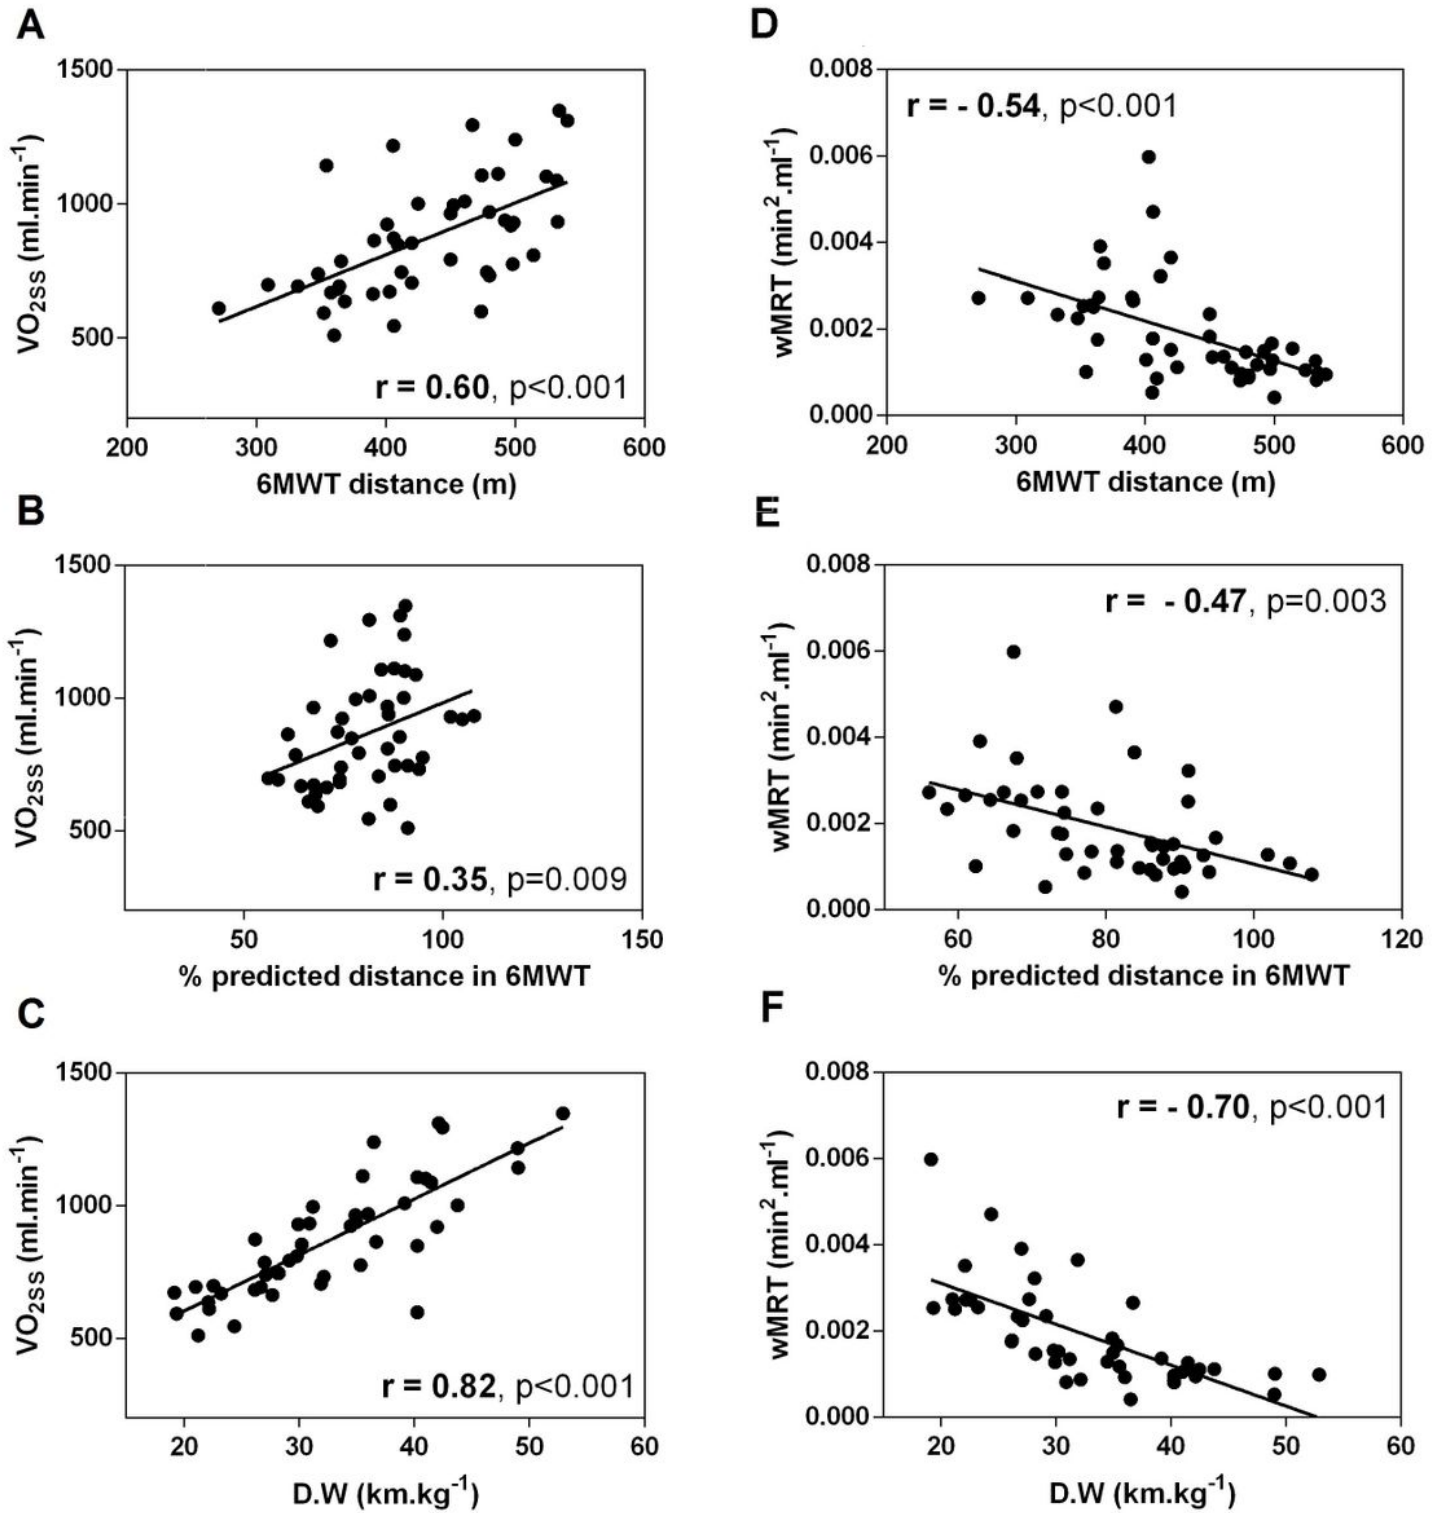 A
1500
1000
500
VO2SS (ml.min-1)
r = 0.60, p<0.001
200 300 400 500 600
6MWT distance (m)
B
1500
1000
500
VO2SS (ml.min-1)
r = 0.35, p=0.009
50 100 150
% predicted distance in 6MWT
C
1500
1000
500
VO2SS (ml.min-1)
r = 0.82, p<0.001
20 30 40 50 60
D.W (km.kg-1)
D
0.008
0.006
0.004
0.002
0.000
wMRT (min2.ml-1)
r = - 0.54, p<0.001
200 300 400 500 600
6MWT distance (m)
E
0.008
0.006
0.004
0.002
0.000
wMRT (min2.ml-1)
r = - 0.47, p=0.003
60 80 100 120
% predicted distance in 6MWT
F
0.008
0.006
0.004
0.002
0.000
wMRT (min2.ml-1)
r = - 0.70, p<0.001
20 30 40 50 60
D.W (km.kg-1)